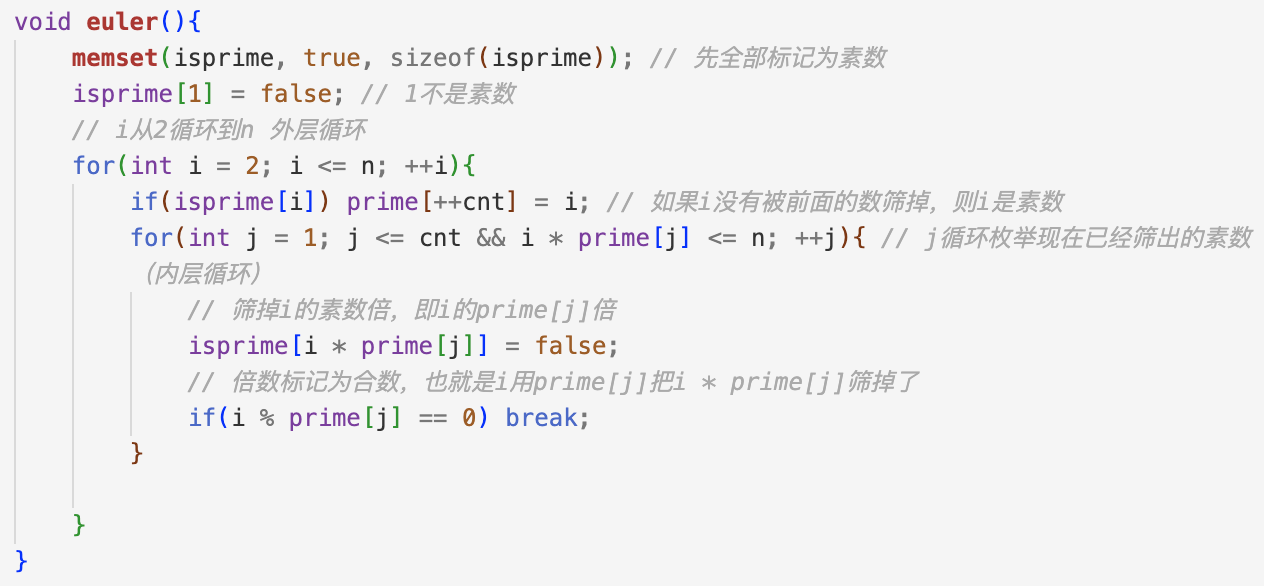 void euler(){
memset(isprime, true, sizeof(isprime)); // 先全部标记为素数
isprime[1] = false; // 1不是素数
// i从2循环到n 外层循环
for(int i = 2; i <= n; ++i){
if(isprime[i]) prime[++cnt] = i; // 如果i没有被前面的数筛掉，则i是素数
for(int j = 1; j <= cnt && i * prime[j] <= n; ++j){ // j循环枚举现在已经筛出的素数
（内层循环）
// 筛掉i的素数倍，即i的prime[j]倍
isprime[i * prime[j]] = false;
// 倍数标记为合数，也就是i用prime[j]把i * prime[j]筛掉了
if(i % prime[j] == 0) break;
}
}
}